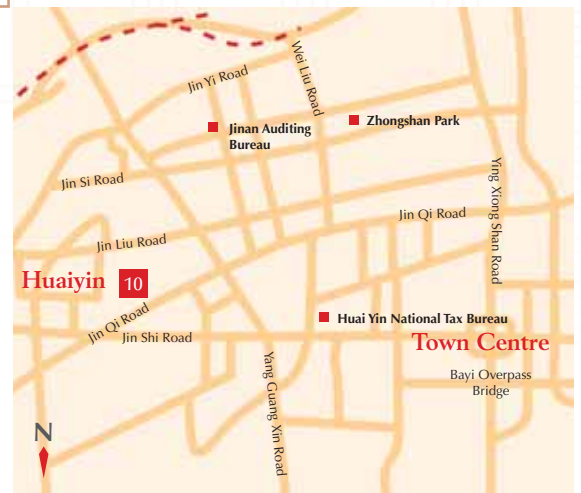 Wei Liu Road
Jin Yi Road
Jinan Auditing
Bureau
Zhongshan Park
Jin Si Road
Ying Xiong Shan Road
Jin Qi Road
Jin Liu Road
Huaiyin 10
Jin Qi Road
Huai Yin National Tax Bureau
Jin Shi Road
Town Centre
Yang Guang Xin Road
Bayi Overpass
Bridge
N